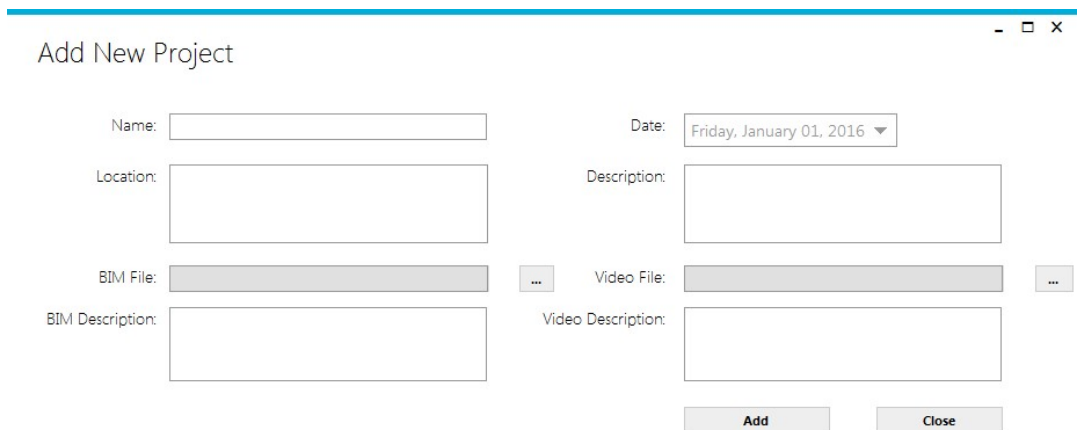 Add New Project
Name:
Date: Friday, January 01, 2016
Location:
Description:
BIM File: ...
Video File: ...
BIM Description:
Video Description:
Add
Close